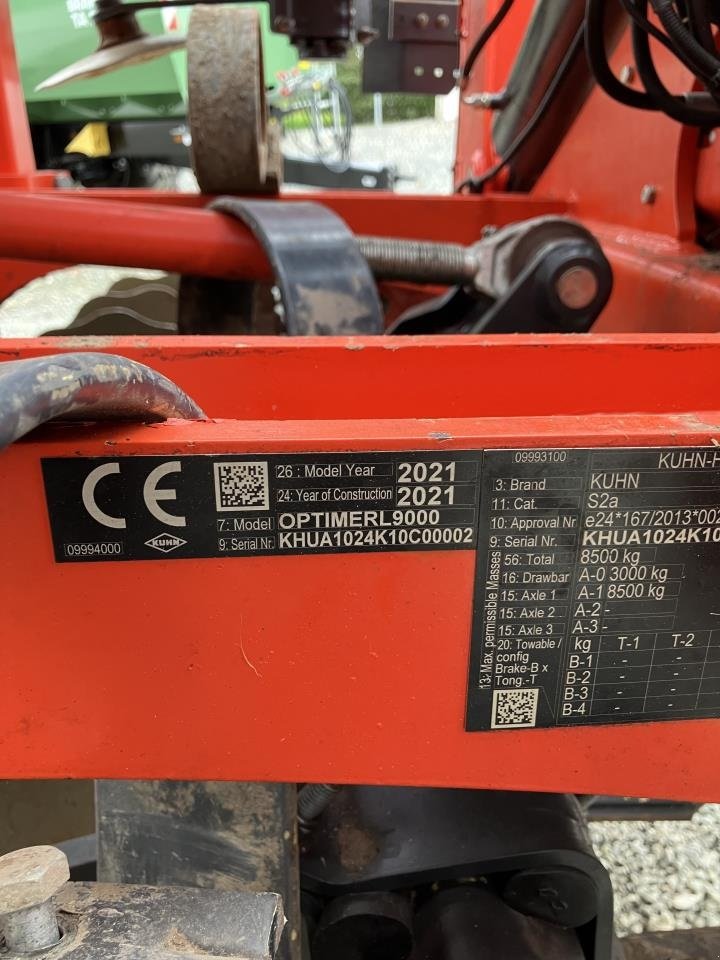 26 : Model Year 2021
24: Year of Construction 2021
7: Model OPTIMERL9000
9: Serial Nr. KHUA1024K10C00002
09994000
KUHN
09993100 KUHN-H
3: Brand KUHN
11: Cat. S2a
10: Approval Nr e24*167/2013*002
9: Serial Nr. KHUA1024K10
13: Max. permissible Masses
56: Total 8500 kg
16: Drawbar A-0 3000 kg
15: Axle 1 A-1 8500 kg
15: Axle 2 A-2 -
15: Axle 3 A-3 -
20: Towable / kg T-1 T-2
config B-1 - -
Brake-B x B-2 - -
Tong.-T B-3 - -
B-4 - -